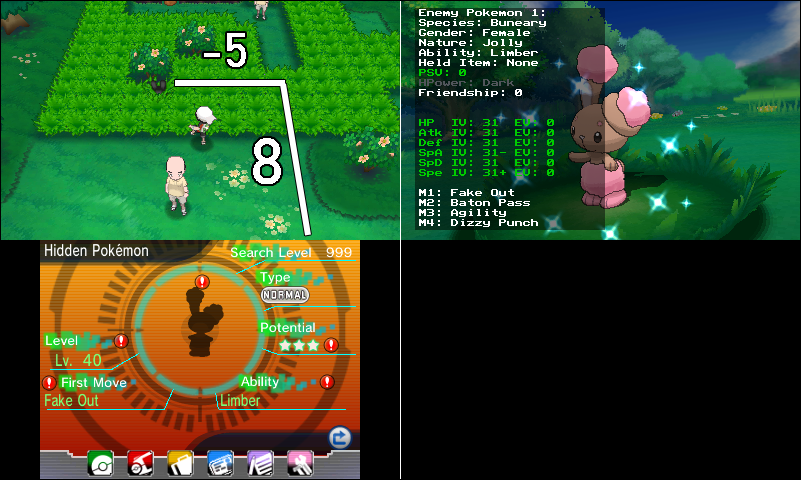 -5
8
Enemy Pokemon 1:
Species: Buneary
Gender: Female
Nature: Jolly
Ability: Limber
Held Item: None
PSV: 0
HPower: Dark
Friendship: 0
HP IV: 31 EV: 0
Atk IV: 31 EV: 0
Def IV: 31 EV: 0
SpA IV: 31- EV: 0
SpD IV: 31 EV: 0
Spe IV: 31+ EV: 0
M1: Fake Out
M2: Baton Pass
M3: Agility
M4: Dizzy Punch
Hidden Pokémon
Search Level 999
Type
NORMAL
Potential
Level
Lv. 40
First Move
Fake Out
Ability
Limber